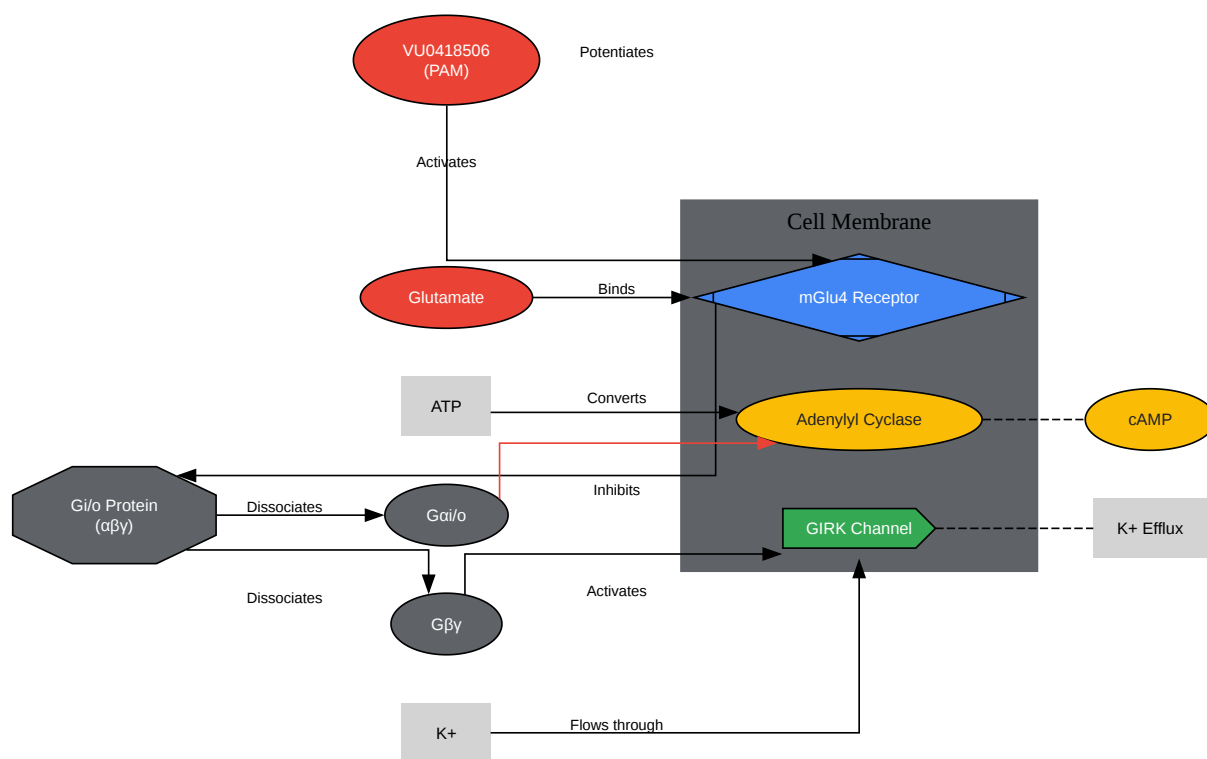 VU0418506
(PAM)
Potentiates
Activates
Cell Membrane
Glutamate
Binds
mGlu4 Receptor
ATP
Converts
Adenylyl Cyclase
cAMP
Inhibits
Gi/o Protein
(αβγ)
Dissociates
Gαi/o
GIRK Channel
K+ Efflux
Dissociates
Activates
Gβγ
K+
Flows through